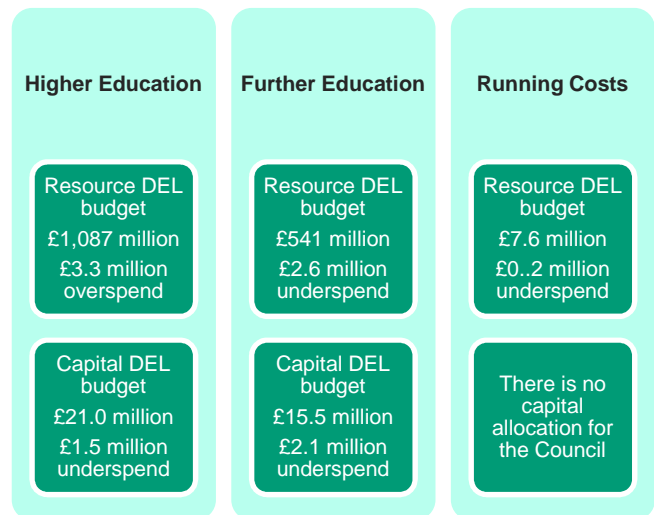 Higher Education
Resource DEL
budget
£1,087 million
£3.3 million
overspend
Capital DEL
budget
£21.0 million
£1.5 million
underspend
Further Education
Resource DEL
budget
£541 million
£2.6 million
underspend
Capital DEL
budget
£15.5 million
£2.1 million
underspend
Running Costs
Resource DEL
budget
£7.6 million
£0..2 million
underspend
There is no
capital
allocation for
the Council